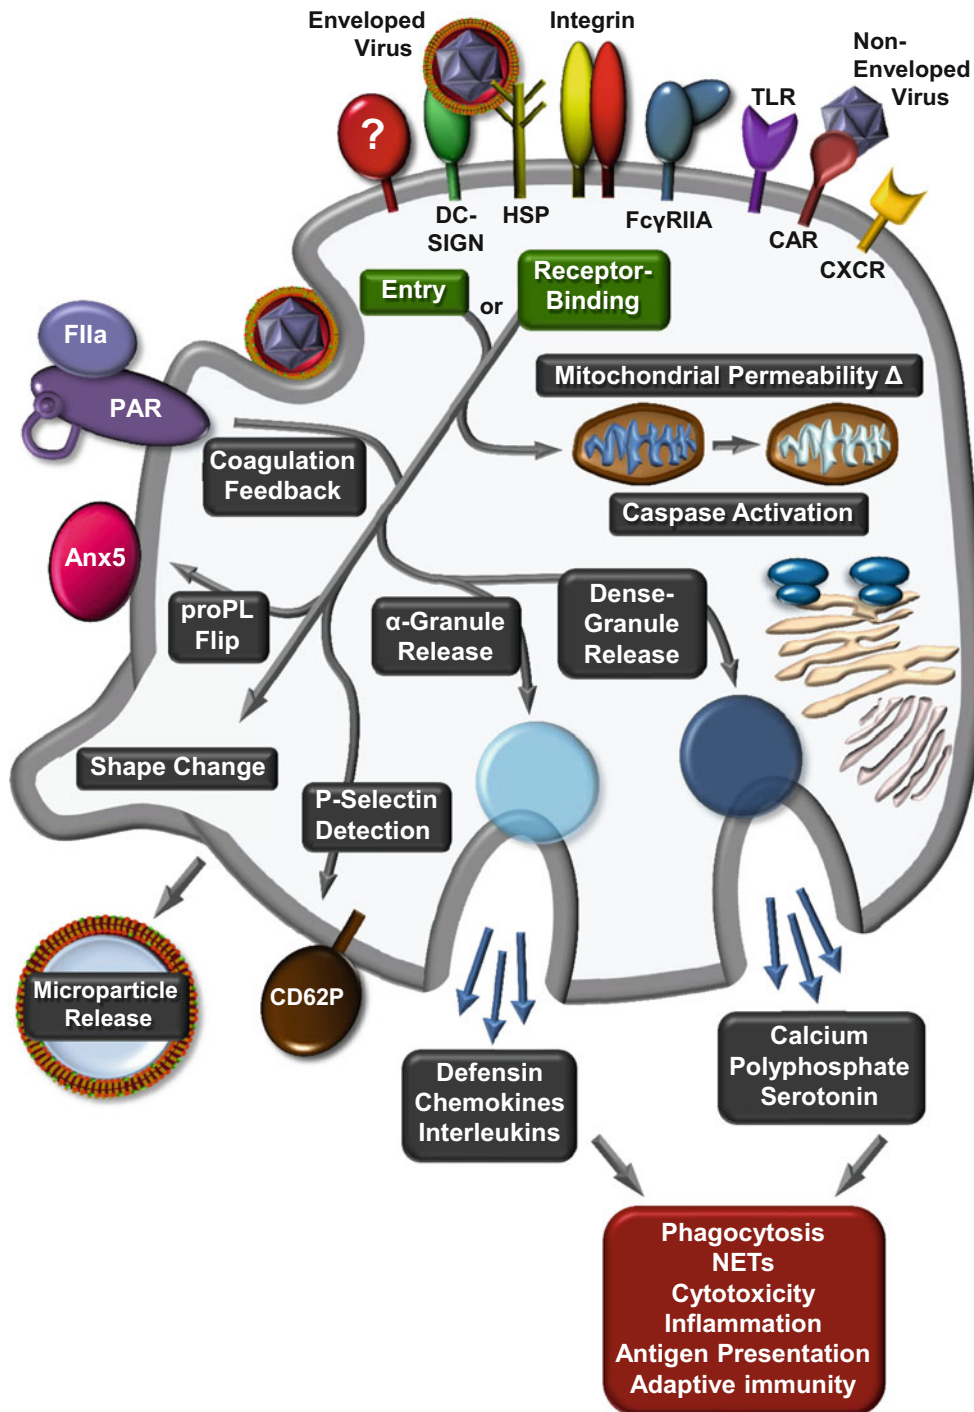 Enveloped
Virus
Integrin
Non-
Enveloped
Virus
TLR
?
DC-
SIGN
HSP
FcγRIIA
CAR
CXCR
Entry
or
Receptor-
Binding
FIIa
PAR
Mitochondrial Permeability Δ
Coagulation
Feedback
Caspase Activation
Anx5
proPL
Flip
α-Granule
Release
Dense-
Granule
Release
Shape Change
P-Selectin
Detection
Microparticle
Release
CD62P
Defensin
Chemokines
Interleukins
Calcium
Polyphosphate
Serotonin
Phagocytosis
NETs
Cytotoxicity
Inflammation
Antigen Presentation
Adaptive immunity